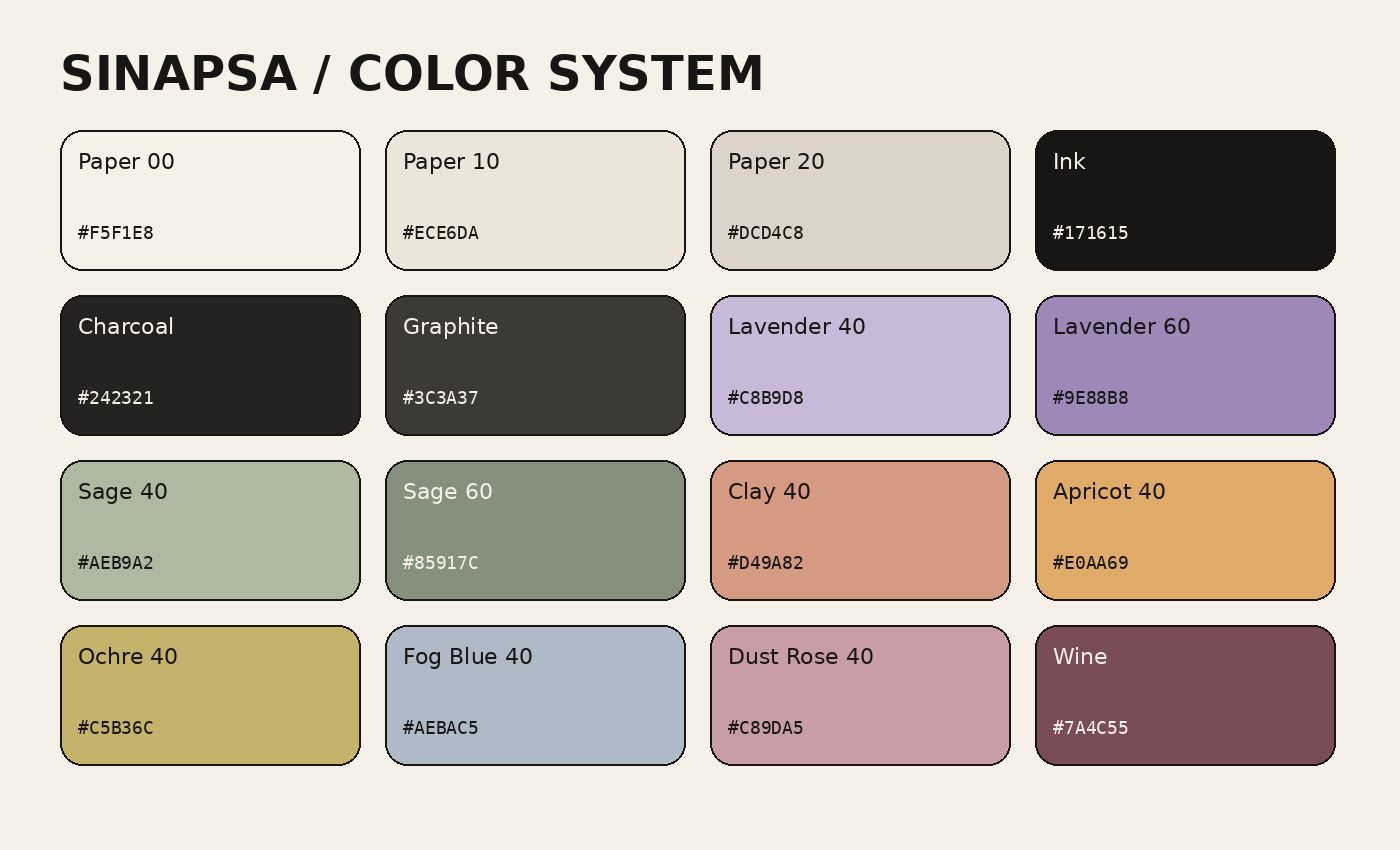 SINAPSA / COLOR SYSTEM
Paper 00
#F5F1E8
Paper 10
#ECE6DA
Paper 20
#DCD4C8
Ink
#171615
Charcoal
#242321
Graphite
#3C3A37
Lavender 40
#C8B9D8
Lavender 60
#9E88B8
Sage 40
#AEB9A2
Sage 60
#85917C
Clay 40
#D49A82
Apricot 40
#E0AA69
Ochre 40
#C5B36C
Fog Blue 40
#AEBAC5
Dust Rose 40
#C89DA5
Wine
#7A4C55